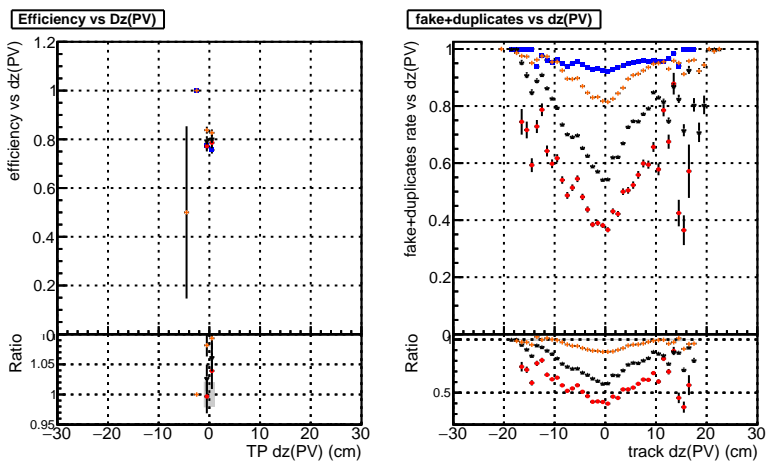 Efficiency vs Dz(PV)
efficiency vs dz(PV)
1.2
1
0.8
0.6
0.4
0.2
0
Ratio
1.05
1
0.95
−30 −20 −10 0 10 20 30
TP dz(PV) (cm)
fake+duplicates vs dz(PV)
fake+duplicates rate vs dz(PV)
1
0.8
0.6
0.4
0.2
Ratio
1
0.5
−30 −20 −10 0 10 20 30
track dz(PV) (cm)